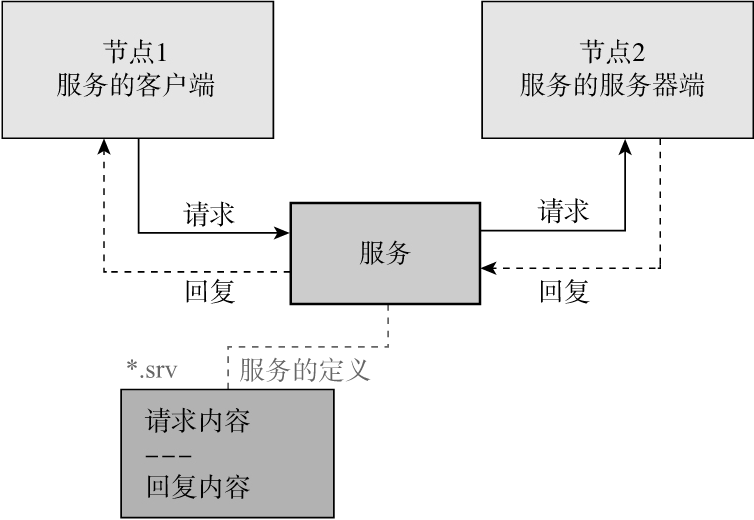 节点1
服务的客户端
节点2
服务的服务器端
请求
请求
服务
回复
回复
*.srv
服务的定义
请求内容
---
回复内容